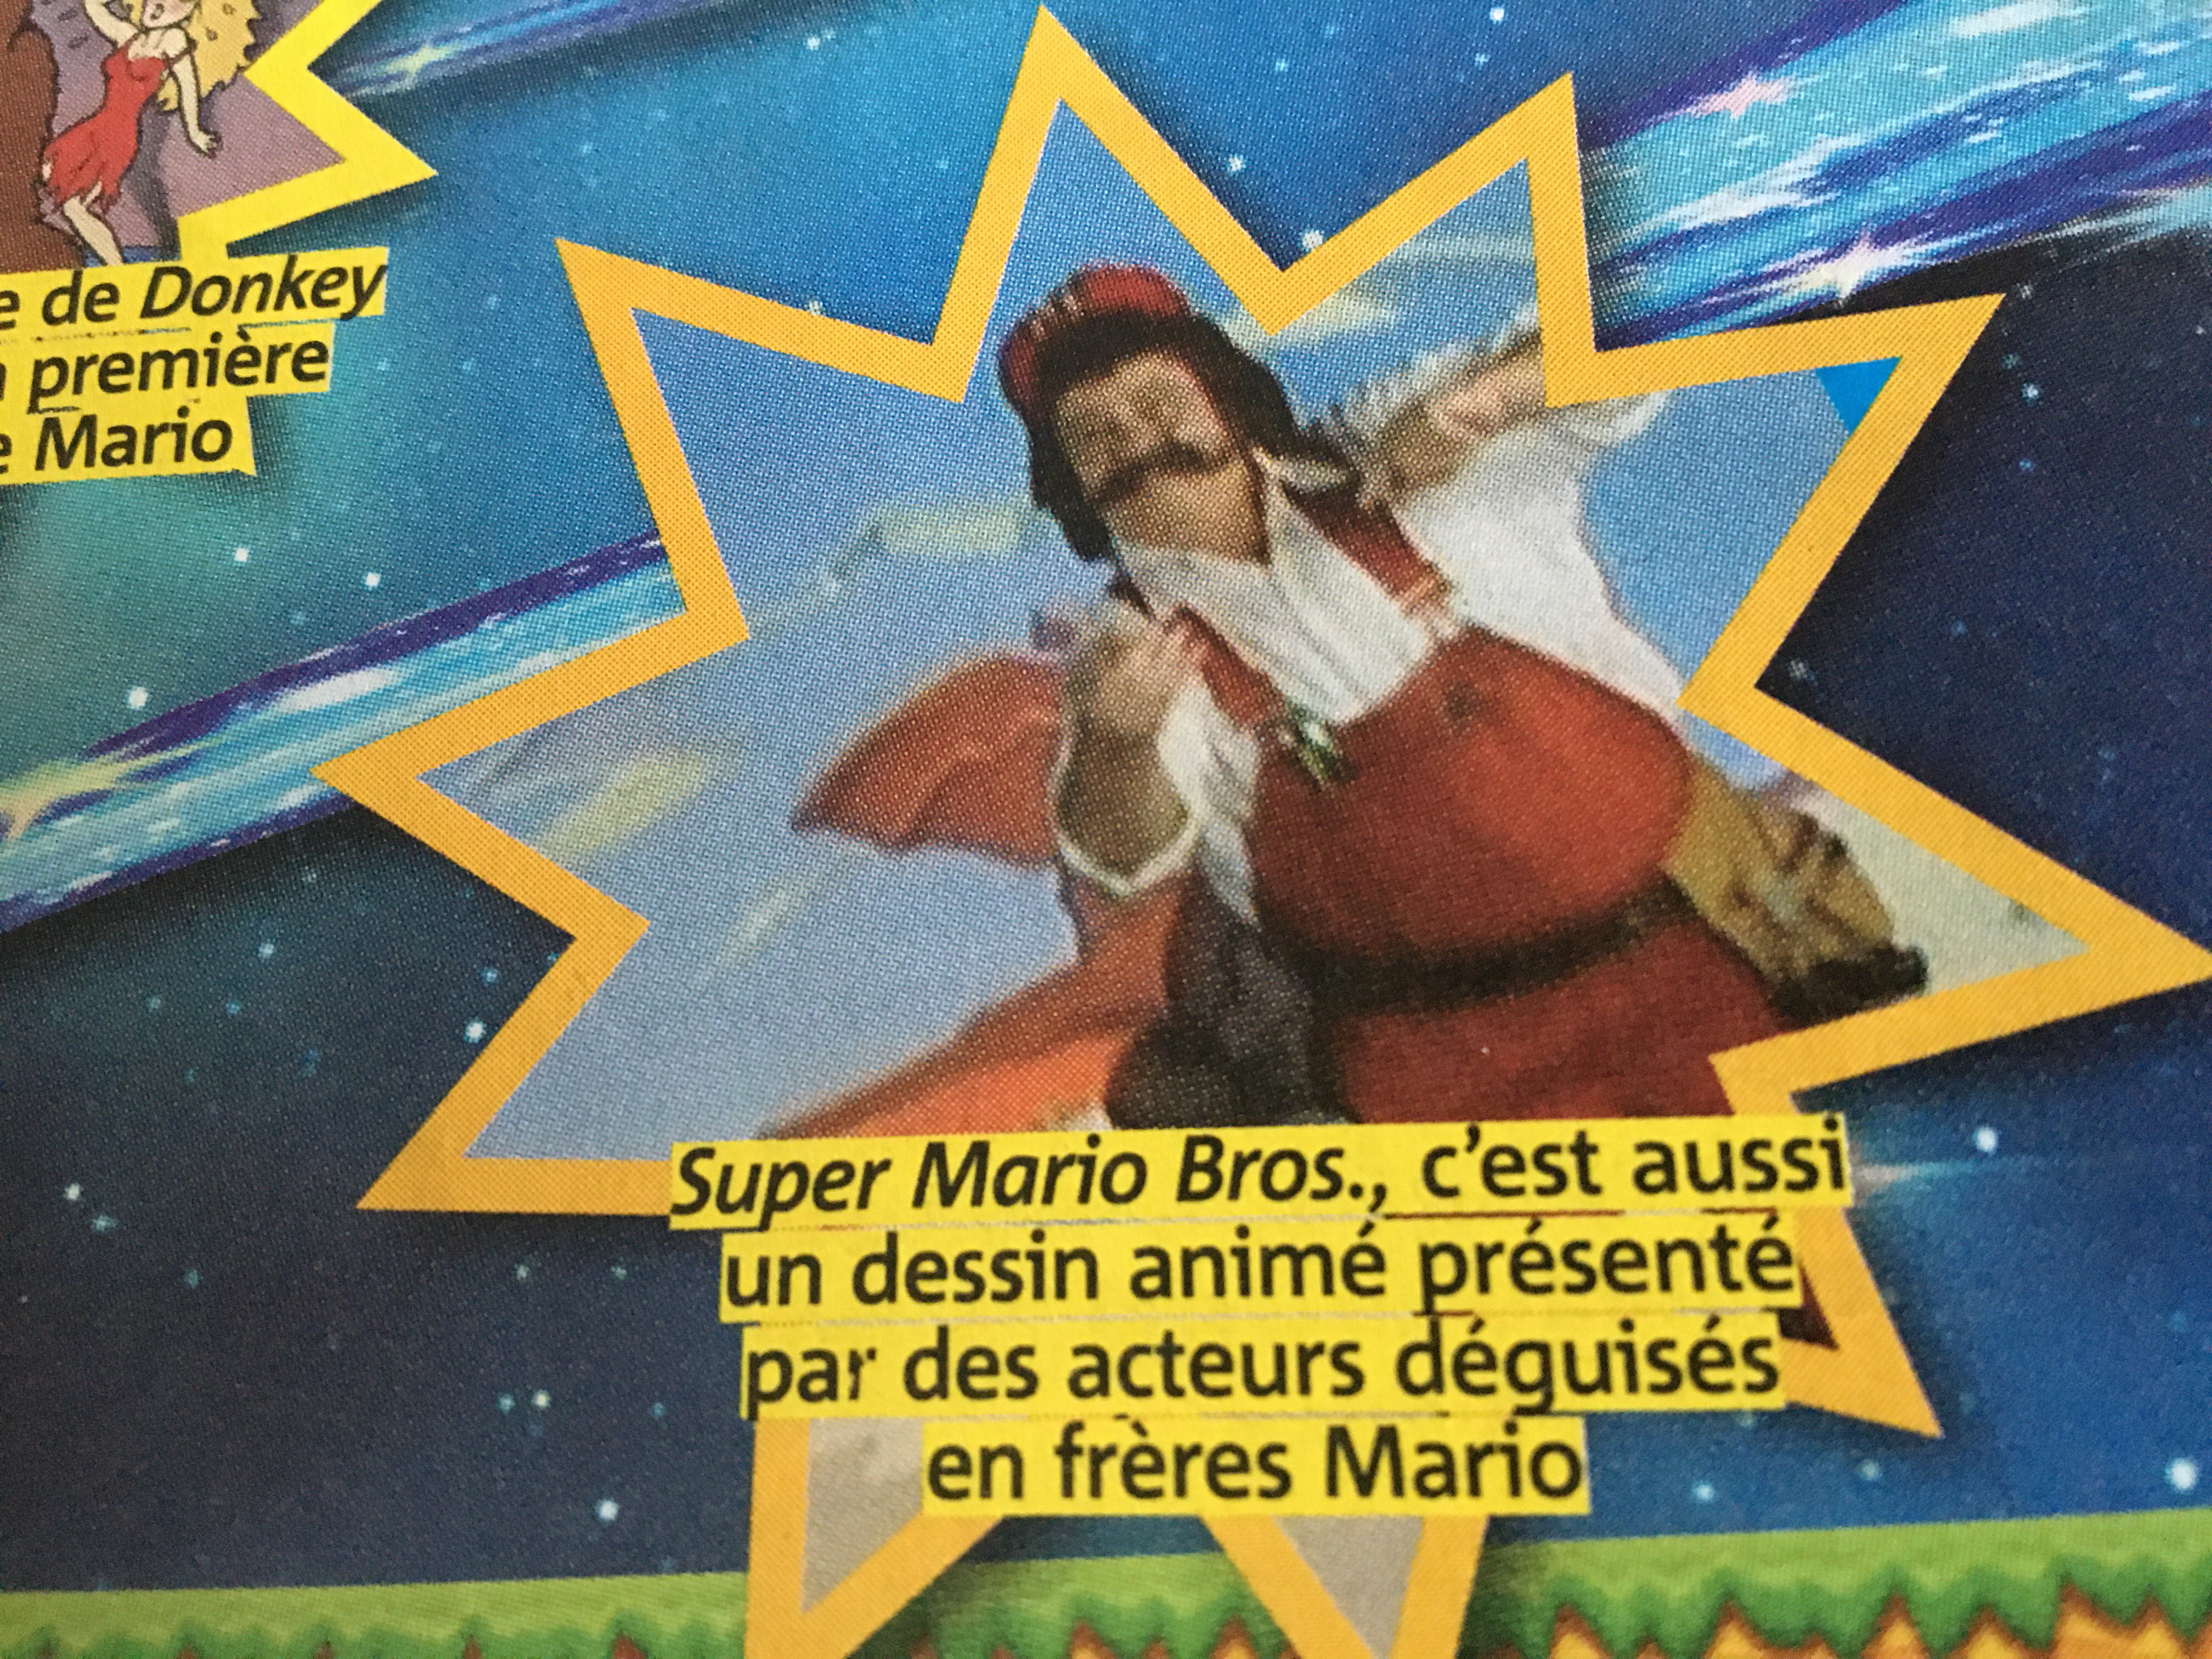 e de Donkey
première
e Mario
Super Mario Bros., c'est aussi
un dessin animé présenté
par des acteurs déguisés
en frères Mario